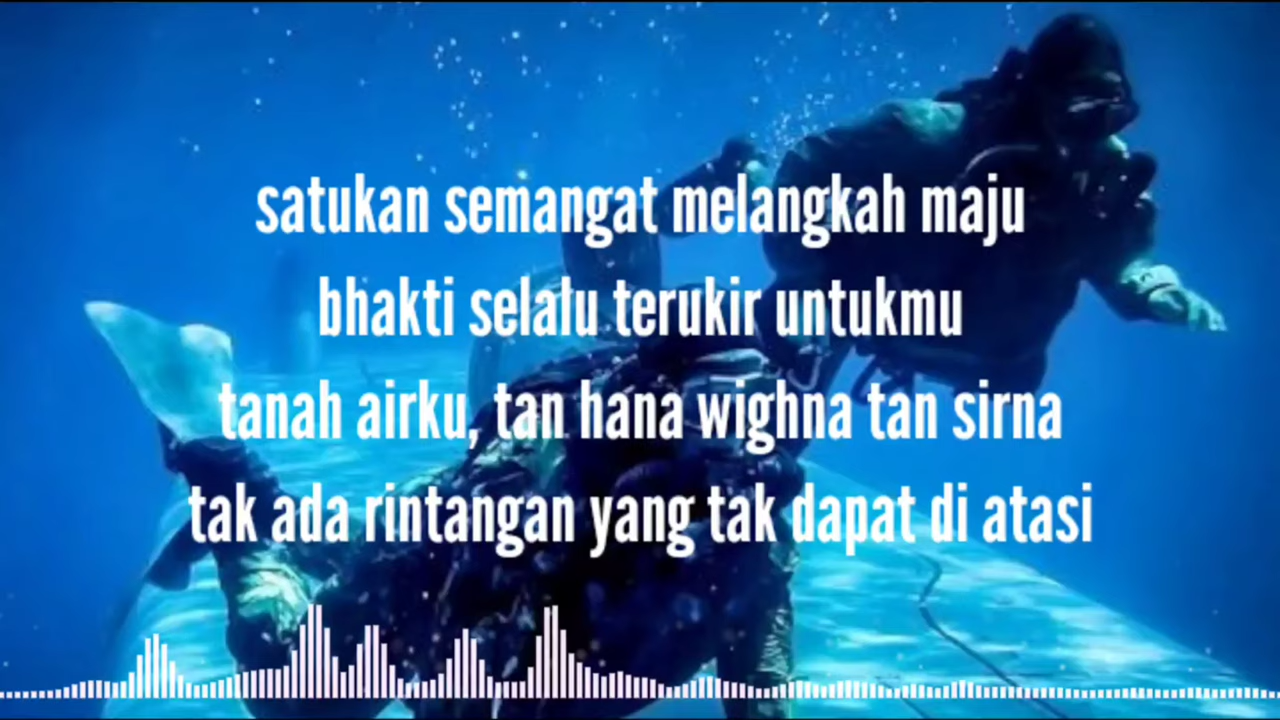 satukan semangat melangkah maju
bhakti selalu terukir untukmu
tanah airku, tan hana wighna tan sirna
tak ada rintangan yang tak dapat di atasi